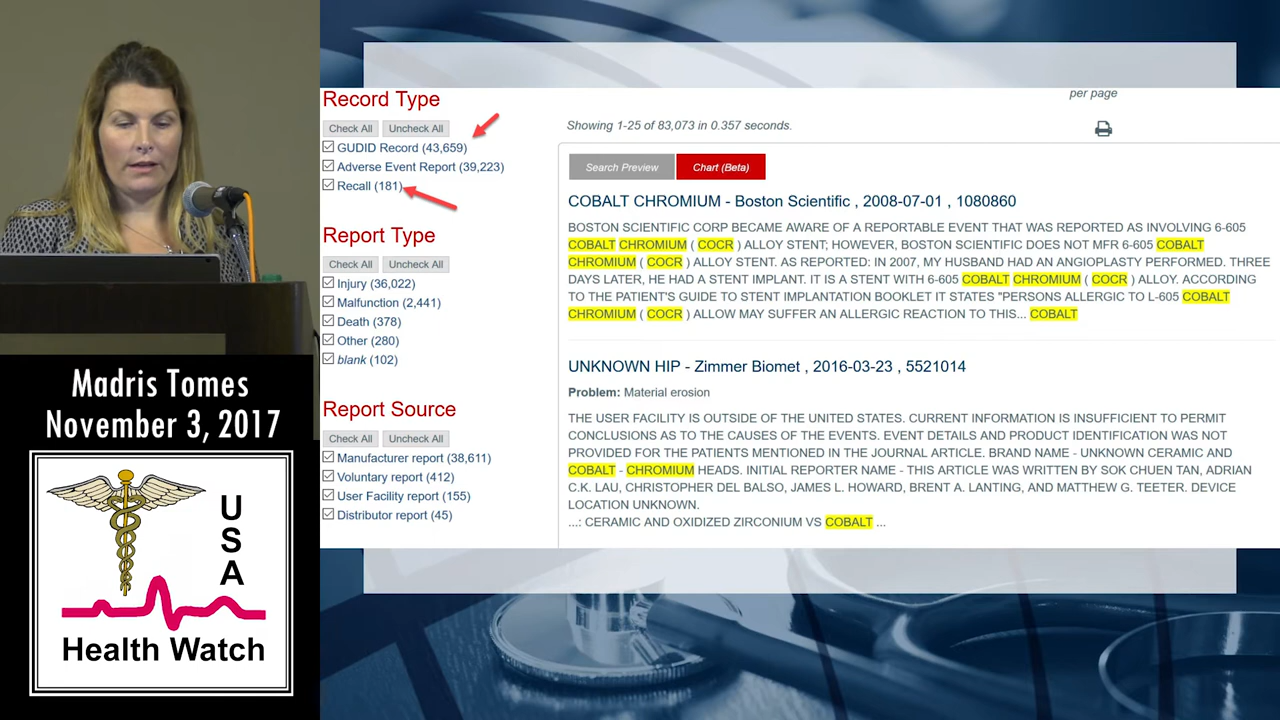 Record Type
Check All Uncheck All
GUDID Record (43,659)
Adverse Event Report (39,223)
Recall (181)
Report Type
Check All Uncheck All
Injury (36,022)
Malfunction (2,441)
Death (378)
Other (280)
blank (102)
Report Source
Check All Uncheck All
Manufacturer report (38,611)
Voluntary report (412)
User Facility report (155)
Distributor report (45)
per page
Showing 1-25 of 83,073 in 0.357 seconds.
Search Preview Chart (Beta)
COBALT CHROMIUM - Boston Scientific , 2008-07-01 , 1080860
BOSTON SCIENTIFIC CORP BECAME AWARE OF A REPORTABLE EVENT THAT WAS REPORTED AS INVOLVING 6-605
COBALT CHROMIUM ( COCR ) ALLOY STENT; HOWEVER, BOSTON SCIENTIFIC DOES NOT MFR 6-605 COBALT
CHROMIUM ( COCR ) ALLOY STENT. AS REPORTED: IN 2007, MY HUSBAND HAD AN ANGIOPLASTY PERFORMED. THREE
DAYS LATER, HE HAD A STENT IMPLANT. IT IS A STENT WITH 6-605 COBALT CHROMIUM ( COCR ) ALLOY. ACCORDING
TO THE PATIENT'S GUIDE TO STENT IMPLANTATION BOOKLET IT STATES "PERSONS ALLERGIC TO L-605 COBALT
CHROMIUM ( COCR ) ALLOW MAY SUFFER AN ALLERGIC REACTION TO THIS... COBALT
UNKNOWN HIP - Zimmer Biomet , 2016-03-23 , 5521014
Problem: Material erosion
THE USER FACILITY IS OUTSIDE OF THE UNITED STATES. CURRENT INFORMATION IS INSUFFICIENT TO PERMIT
CONCLUSIONS AS TO THE CAUSES OF THE EVENTS. EVENT DETAILS AND PRODUCT IDENTIFICATION WAS NOT
PROVIDED FOR THE PATIENTS MENTIONED IN THE JOURNAL ARTICLE. BRAND NAME - UNKNOWN CERAMIC AND
COBALT - CHROMIUM HEADS. INITIAL REPORTER NAME - THIS ARTICLE WAS WRITTEN BY SOK CHUEN TAN, ADRIAN
C.K. LAU, CHRISTOPHER DEL BALSO, JAMES L. HOWARD, BRENT A. LANTING, AND MATTHEW G. TEETER. DEVICE
LOCATION UNKNOWN.
...: CERAMIC AND OXIDIZED ZIRCONIUM VS COBALT ...
Madris Tomes
November 3, 2017
USA
Health Watch